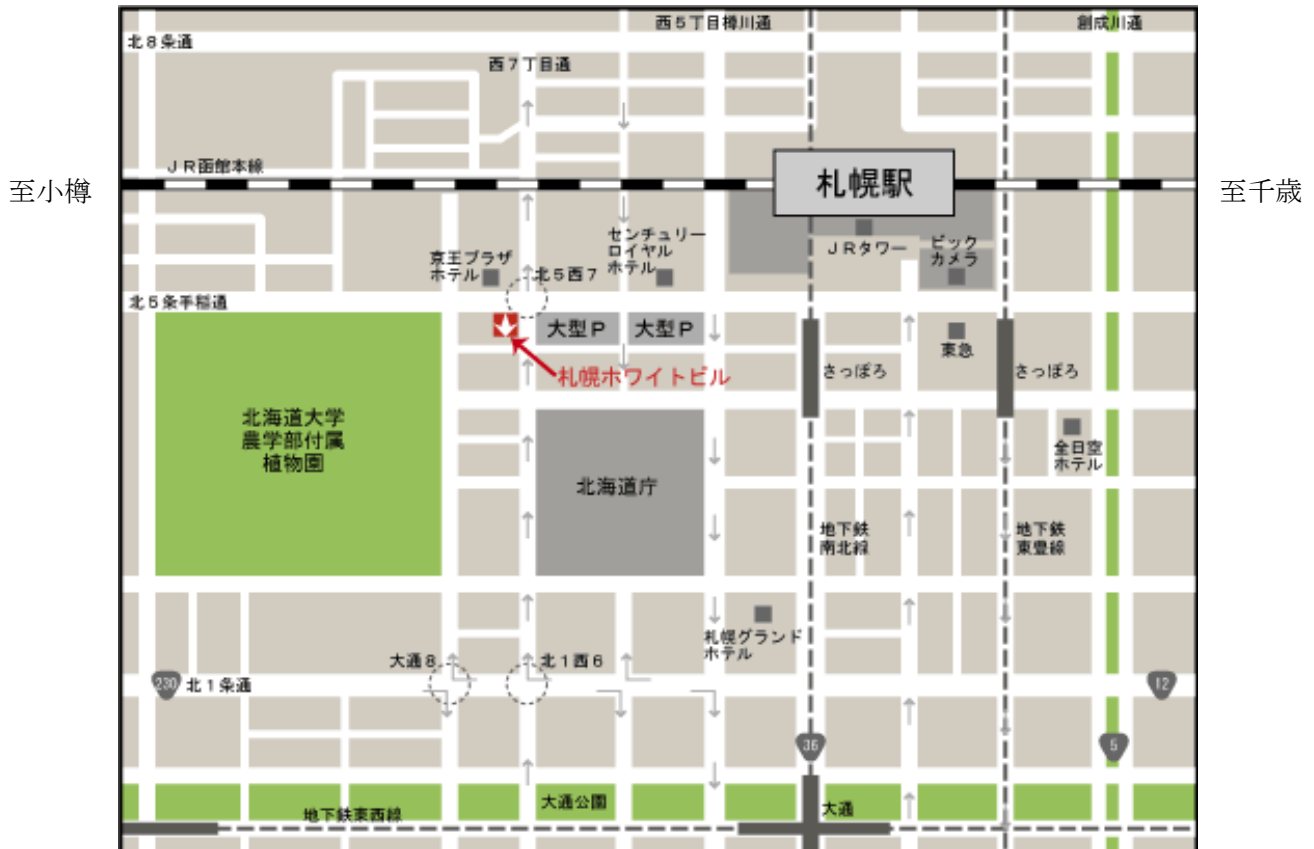 西５丁目樽川通
創成川通
北８条通
西７丁目通
ＪＲ函館本線
至小樽
札幌駅
至千歳
センチュリー
ロイヤル
ホテル
ＪＲタワー
ビック
カメラ
京王プラザ
ホテル
北５西７
北５条手稲通
大型Ｐ
大型Ｐ
東急
札幌ホワイトビル
さっぽろ
さっぽろ
北海道大学
農学部付属
植物園
全日空
ホテル
北海道庁
地下鉄
南北線
地下鉄
東豊線
札幌グランド
ホテル
大通８
北１西６
230
北１条通
12
36
5
大通公園
地下鉄東西線
大通